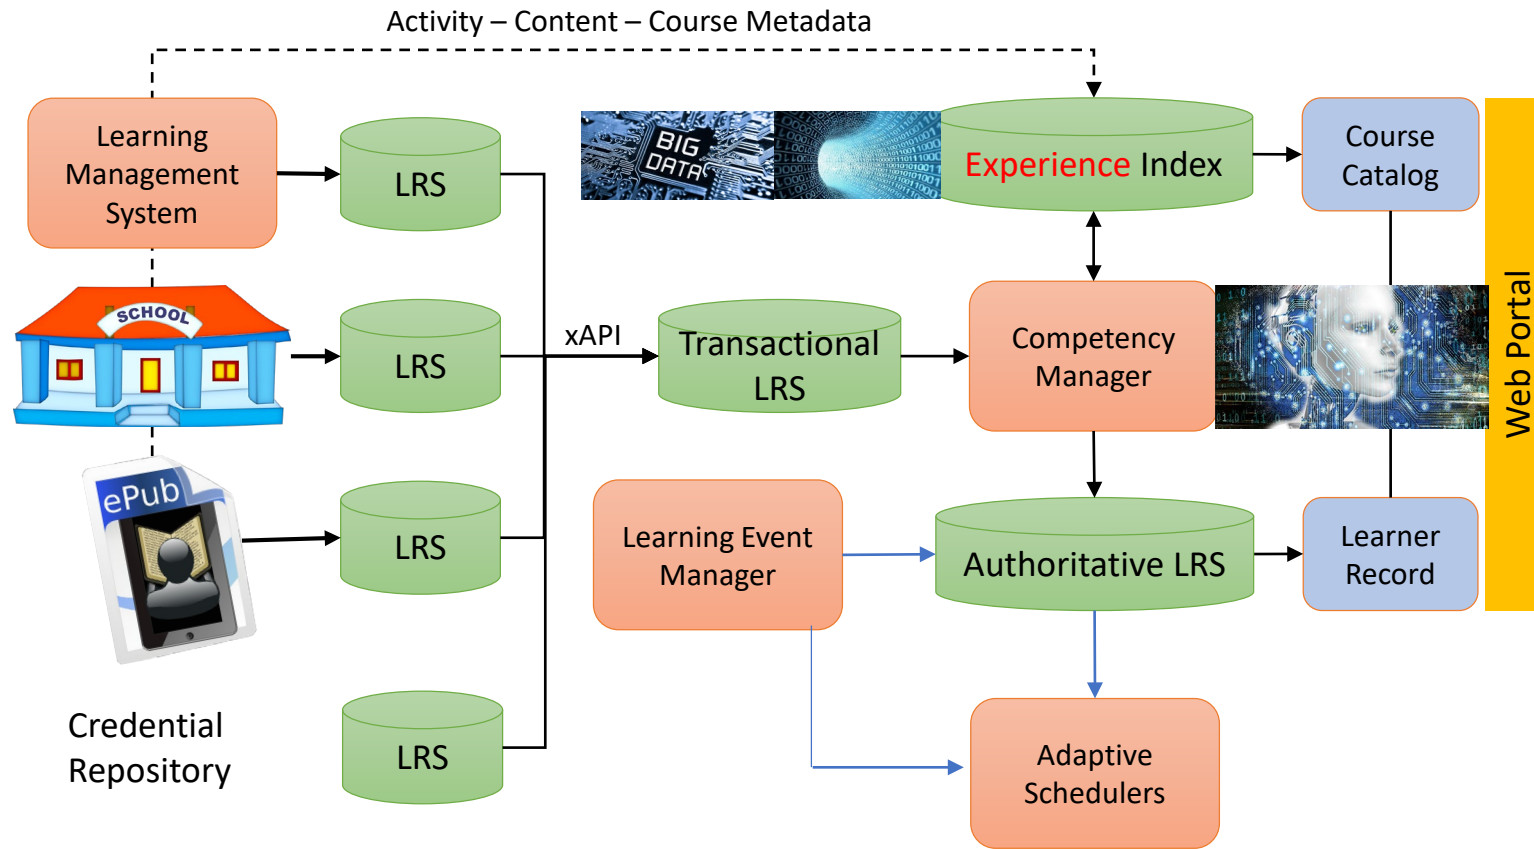 Activity – Content – Course Metadata
Learning
Management
System
LRS
BIG
DATA
Experience Index
Course
Catalog
SCHOOL
LRS
xAPI
Transactional
LRS
Competency
Manager
Web Portal
ePub
LRS
Learning Event
Manager
Authoritative LRS
Learner
Record
Credential
Repository
LRS
Adaptive
Schedulers